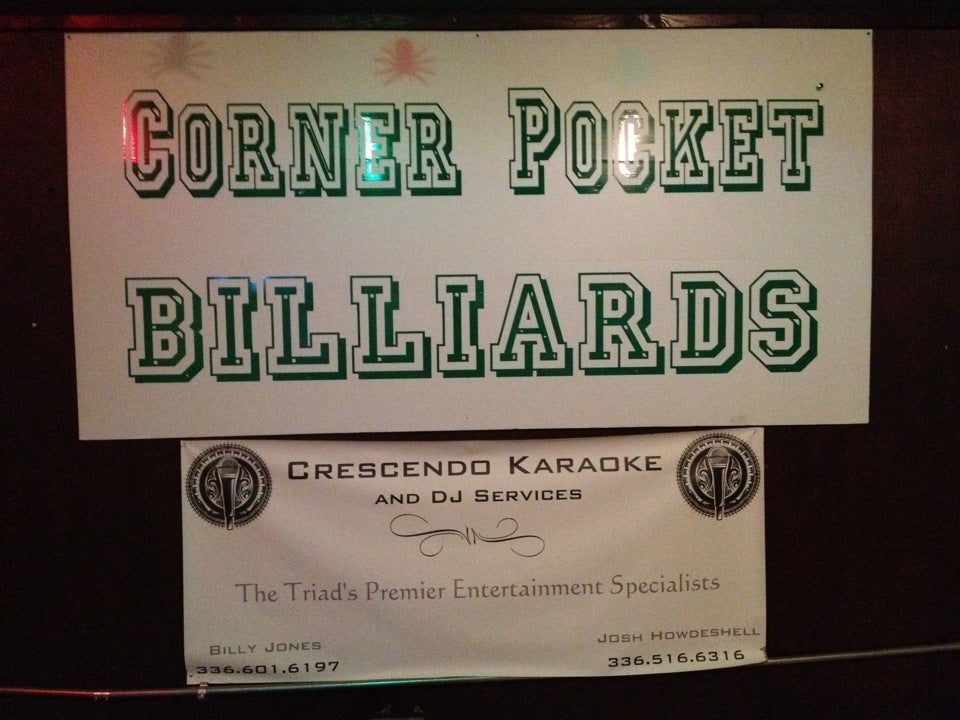 CORNER POCKET
BILLIARDS
CRESCENDO KARAOKE
AND DJ SERVICES
The Triad's Premier Entertainment Specialists
BILLY JONES
336.601.6197
JOSH HOWDESHELL
336.516.6316